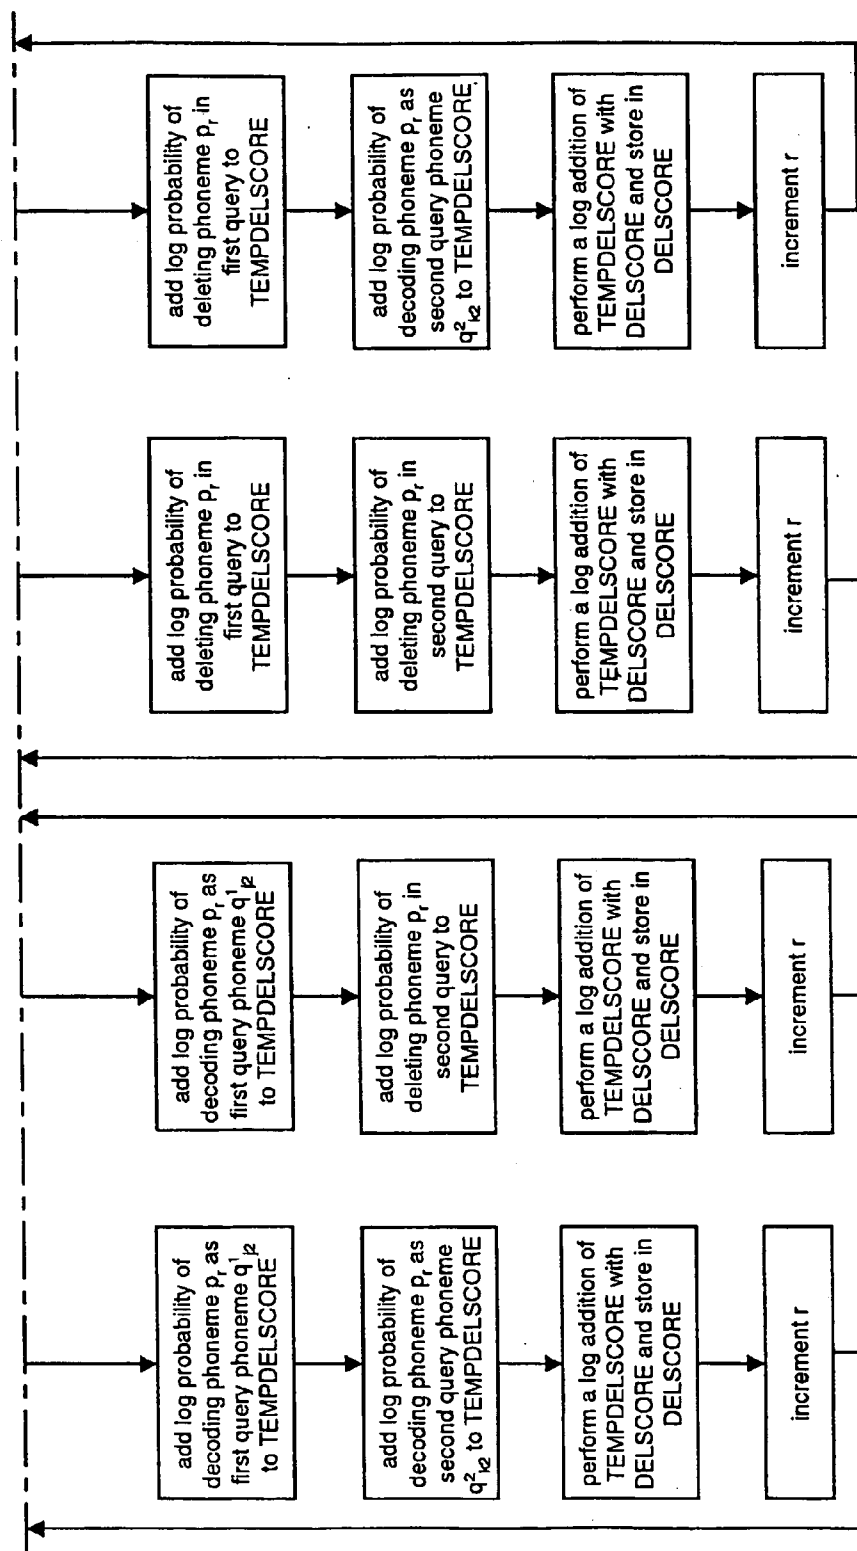 add log probability of
decoding phoneme pᵣ as
first query phoneme q¹ⱼ₂
to TEMPDELSCORE
add log probability of
decoding phoneme pᵣ as
second query phoneme
q²ₖ₂ to TEMPDELSCORE
perform a log addition of
TEMPDELSCORE with
DELSCORE and store in
DELSCORE
increment r
add log probability of
decoding phoneme pᵣ as
first query phoneme q¹ⱼ₂
to TEMPDELSCORE
add log probability of
deleting phoneme pᵣ in
second query to
TEMPDELSCORE
perform a log addition of
TEMPDELSCORE with
DELSCORE and store in
DELSCORE
increment r
add log probability of
deleting phoneme pᵣ in
first query to
TEMPDELSCORE
add log probability of
deleting phoneme pᵣ in
second query to
TEMPDELSCORE
perform a log addition of
TEMPDELSCORE with
DELSCORE and store in
DELSCORE
increment r
add log probability of
deleting phoneme pᵣ in
first query to
TEMPDELSCORE
add log probability of
decoding phoneme pᵣ as
second query phoneme
q²ₖ₂ to TEMPDELSCORE
perform a log addition of
TEMPDELSCORE with
DELSCORE and store in
DELSCORE
increment r